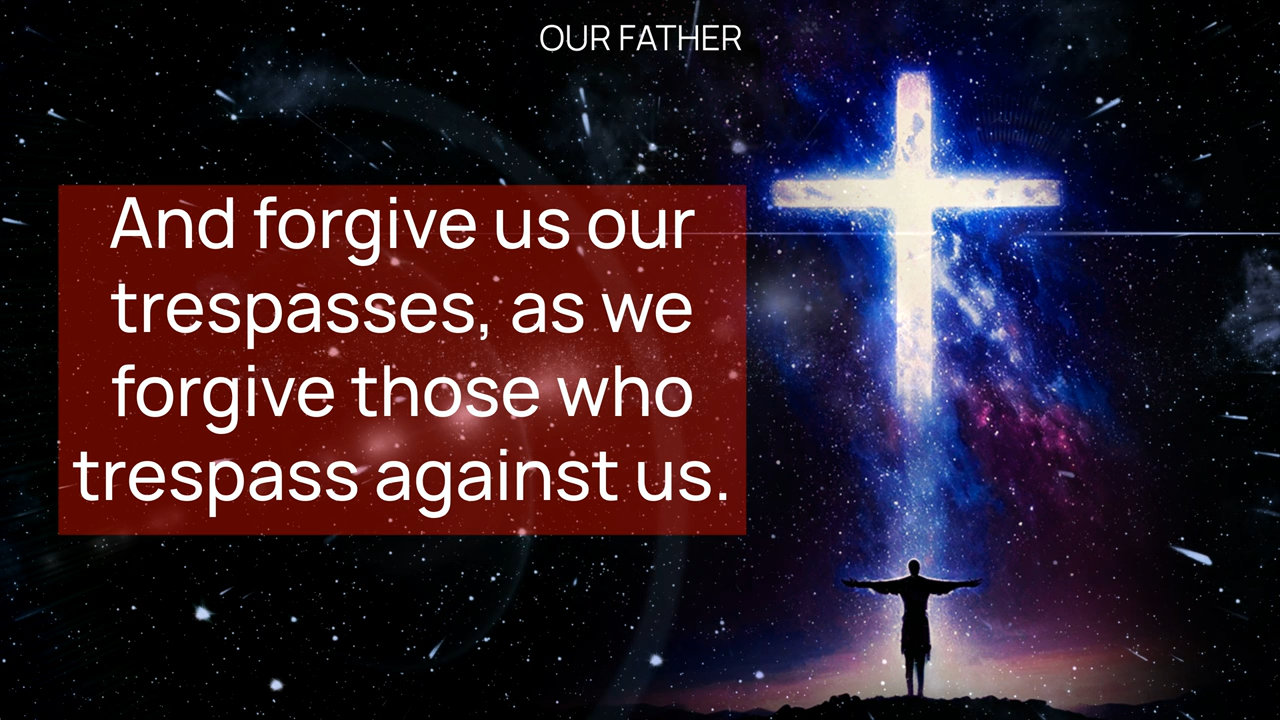 OUR FATHER
And forgive us our
trespasses, as we
forgive those who
trespass against us.